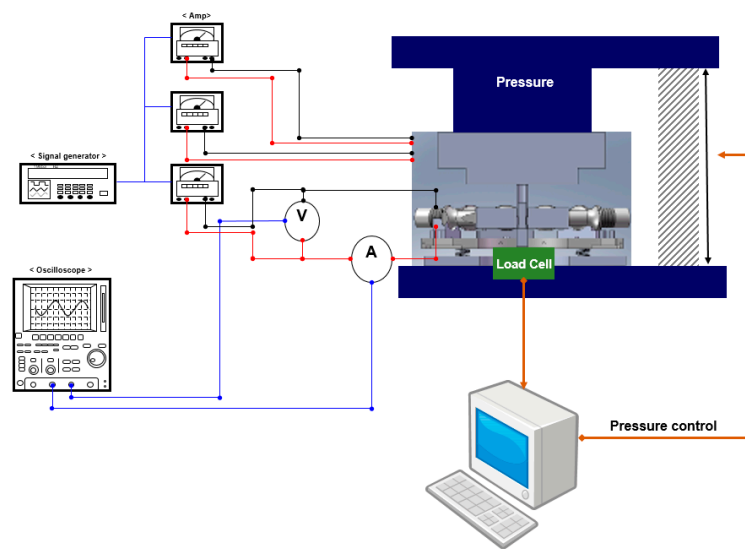 < Amp>
Pressure
< Signal generator >
V
A
Load Cell
< Oscilloscope >
Pressure control